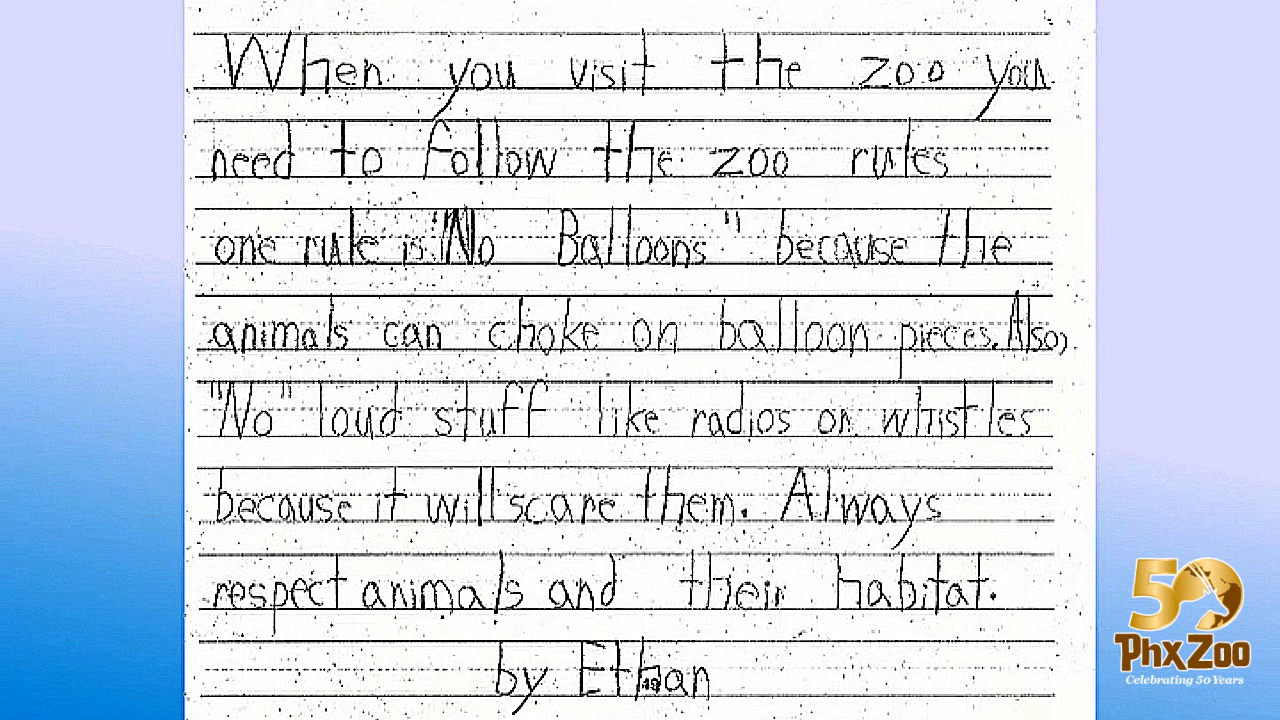 When you visit the zoo you
need to follow the zoo rules.
one rule is "No Balloons" because the
animals can choke on balloon pieces. Also,
"No" loud stuff like radios or whistles
because it will scare them. Always
respect animals and their habitat.
by Ethan
50
PhxZoo
Celebrating 50 Years